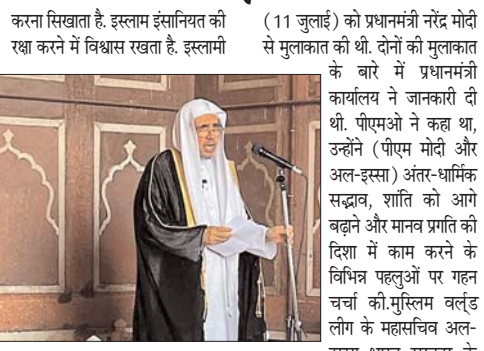 करना सिखाता है. इस्लाम इंसानियत की
रक्षा करने में विश्वास रखता है. इस्लामी
(11 जुलाई) को प्रधानमंत्री नरेंद्र मोदी
से मुलाकात की थी. दोनों की मुलाकात
के बारे में प्रधानमंत्री
कार्यालय ने जानकारी दी
थी. पीएमओ ने कहा था,
उन्होंने (पीएम मोदी और
अल-इस्सा) अंतर-धार्मिक
सद्भाव, शांति को आगे
बढ़ाने और मानव प्रगति की
दिशा में काम करने के
विभिन्न पहलुओं पर गहन
चर्चा की.मुस्लिम वर्ल्ड
लीग के महासचिव अल-